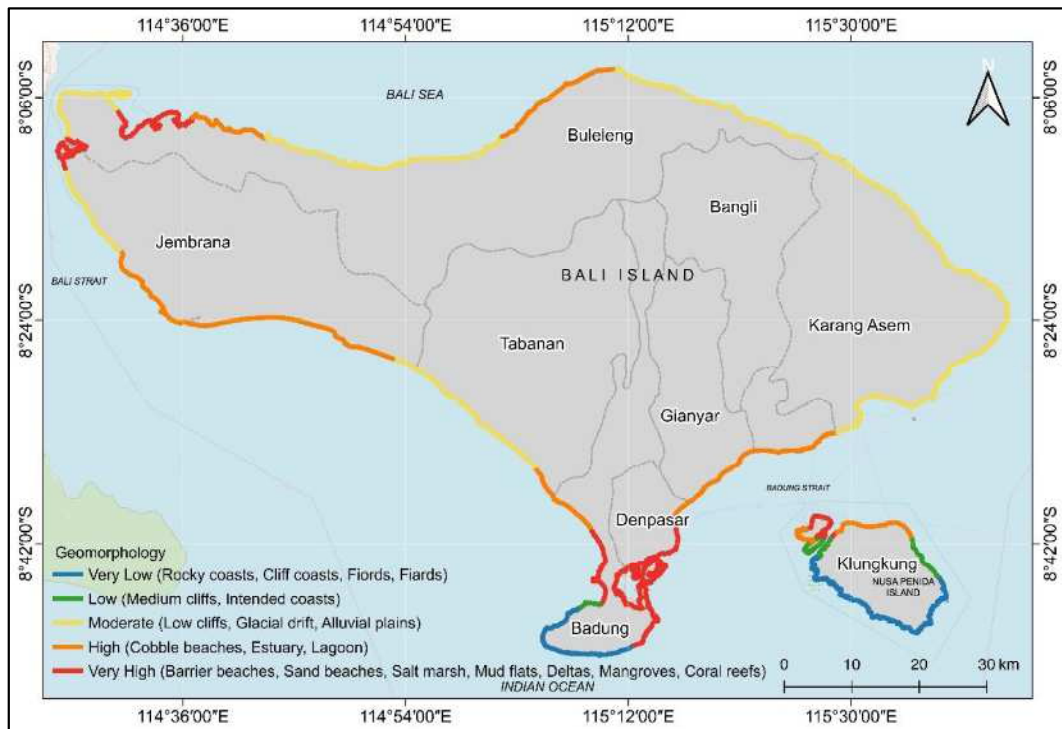 114°36'00"E 114°54'00"E 115°12'00"E 115°30'00"E
N
8°06'00"S
8°06'00"S
BALI SEA
Buleleng
Bangli
Jembrana
BALI ISLAND
BALI STRAIT
8°24'00"S
8°24'00"S
Tabanan
Karang Asem
Gianyar
BADUNG STRAIT
Denpasar
8°42'00"S
8°42'00"S
Klungkung
NUSA PENIDA
ISLAND
Badung
Geomorphology
Very Low (Rocky coasts, Cliff coasts, Fiords, Fiards)
Low (Medium cliffs, Intended coasts)
Moderate (Low cliffs, Glacial drift, Alluvial plains)
High (Cobble beaches, Estuary, Lagoon)
Very High (Barrier beaches, Sand beaches, Salt marsh, Mud flats, Deltas, Mangroves, Coral reefs)
INDIAN OCEAN
0 10 20 30 km
114°36'00"E 114°54'00"E 115°12'00"E 115°30'00"E